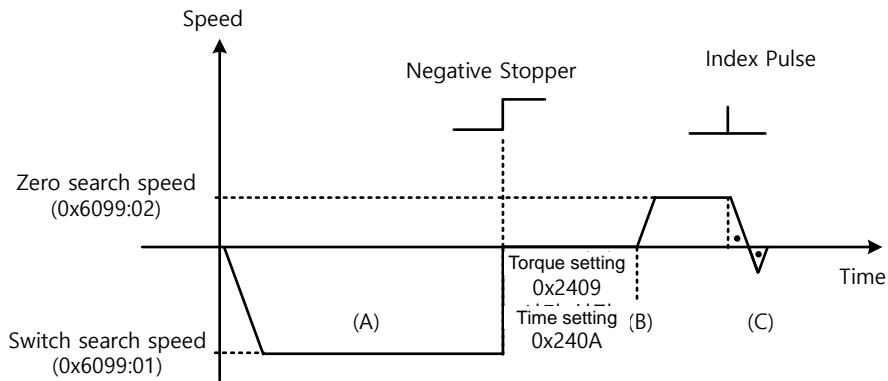 Speed
Negative Stopper
Index Pulse
Zero search speed
(0x6099:02)
Torque setting
0x2409
Time
Time setting
0x240A
(A)
(B)
(C)
Switch search speed
(0x6099:01)